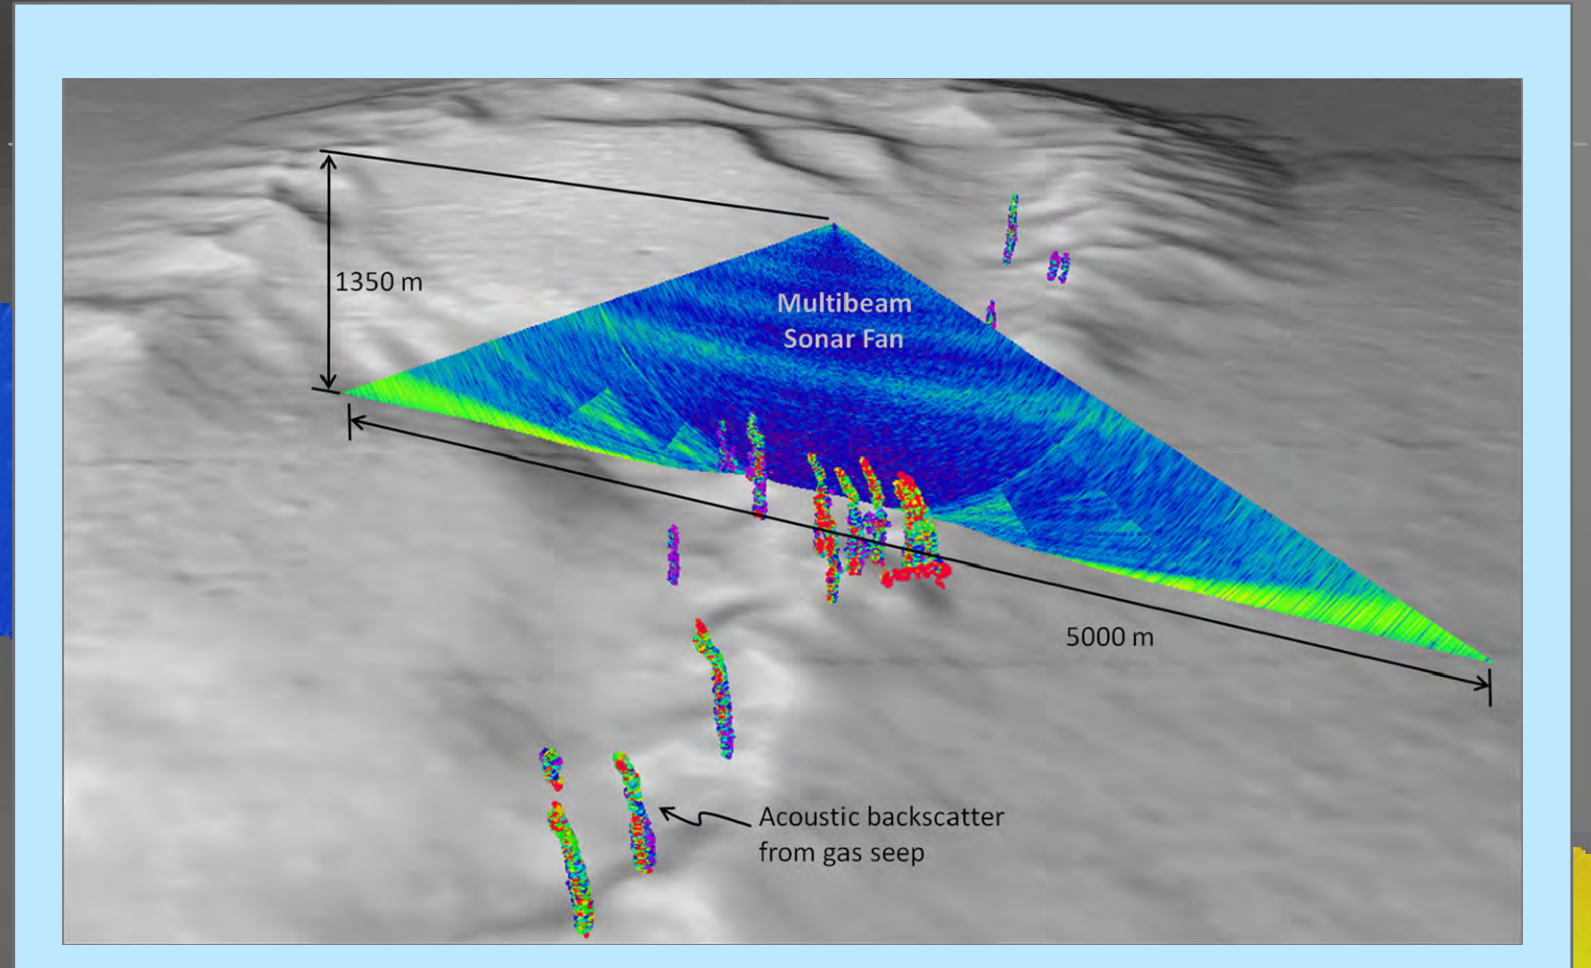 1350 m
Multibeam
Sonar Fan
5000 m
Acoustic backscatter
from gas seep